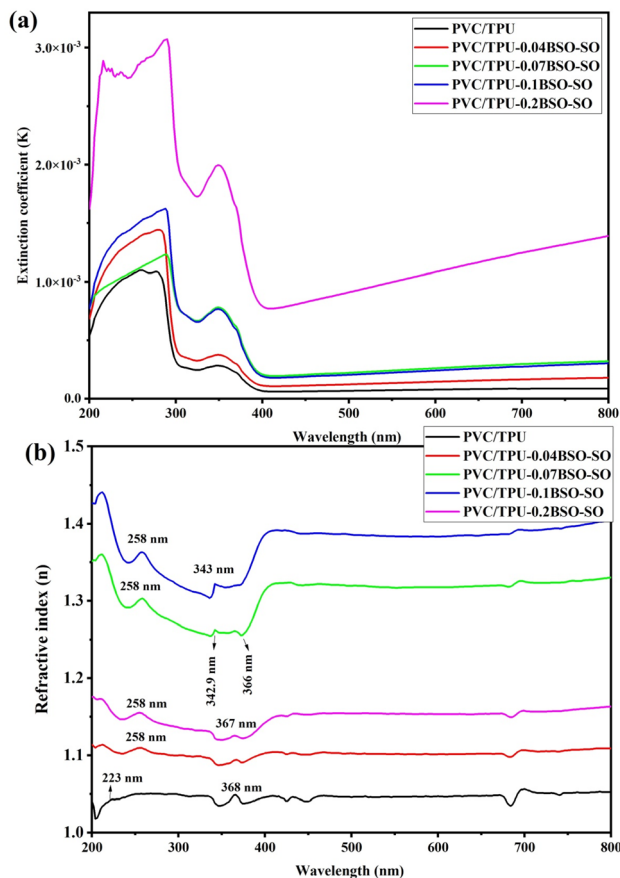 (a)
3.0×10⁻³
2.0×10⁻³
1.0×10⁻³
0.0
Extinction coefficient (K)
PVC/TPU
PVC/TPU-0.04BSO-SO
PVC/TPU-0.07BSO-SO
PVC/TPU-0.1BSO-SO
PVC/TPU-0.2BSO-SO
200 300 400 500 600 700 800
Wavelength (nm)
(b)
1.5
1.4
1.3
1.2
1.1
1.0
Refractive index (n)
PVC/TPU
PVC/TPU-0.04BSO-SO
PVC/TPU-0.07BSO-SO
PVC/TPU-0.1BSO-SO
PVC/TPU-0.2BSO-SO
258 nm
343 nm
258 nm
342.9 nm
366 nm
258 nm
367 nm
258 nm
223 nm
368 nm
200 300 400 500 600 700 800
Wavelength (nm)